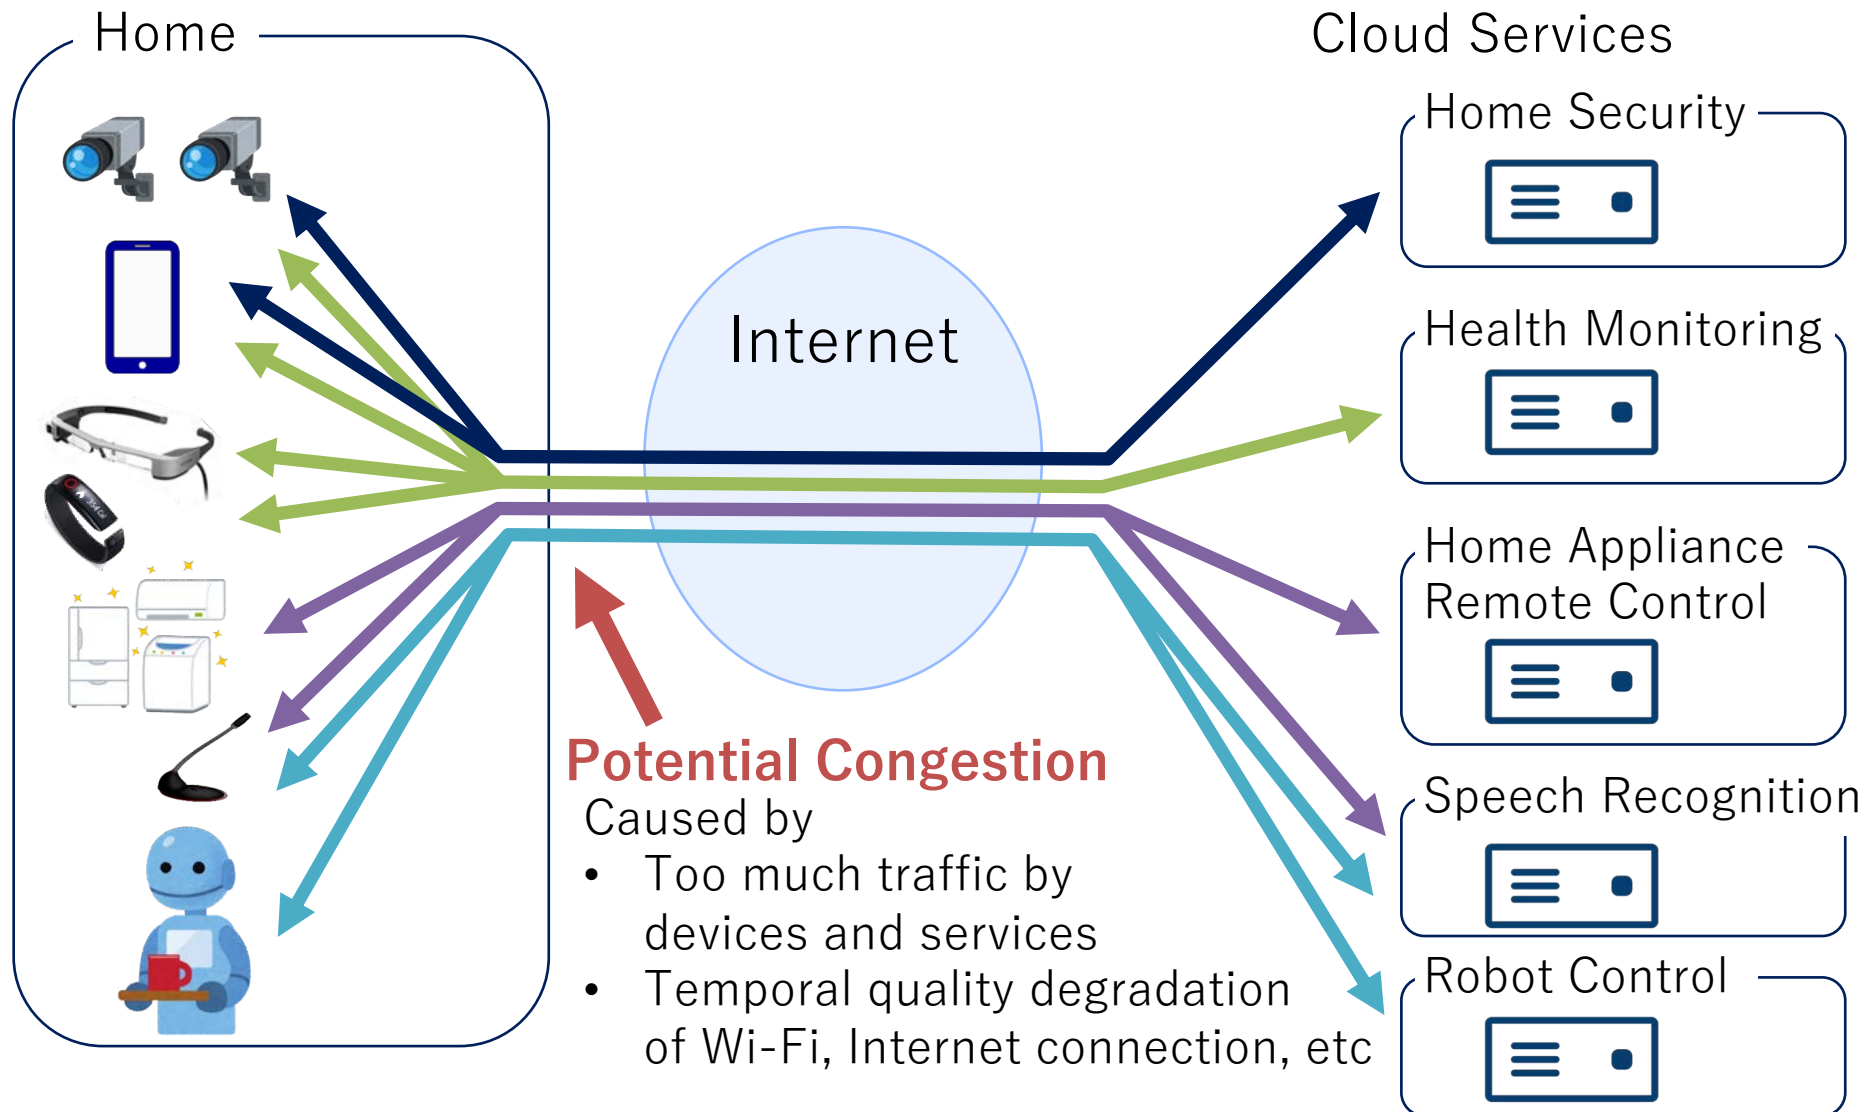 Home
Cloud Services
Home Security
Health Monitoring
Internet
Home Appliance
Remote Control
Speech Recognition
Robot Control
Potential Congestion
Caused by
• Too much traffic by
devices and services
• Temporal quality degradation
of Wi-Fi, Internet connection, etc